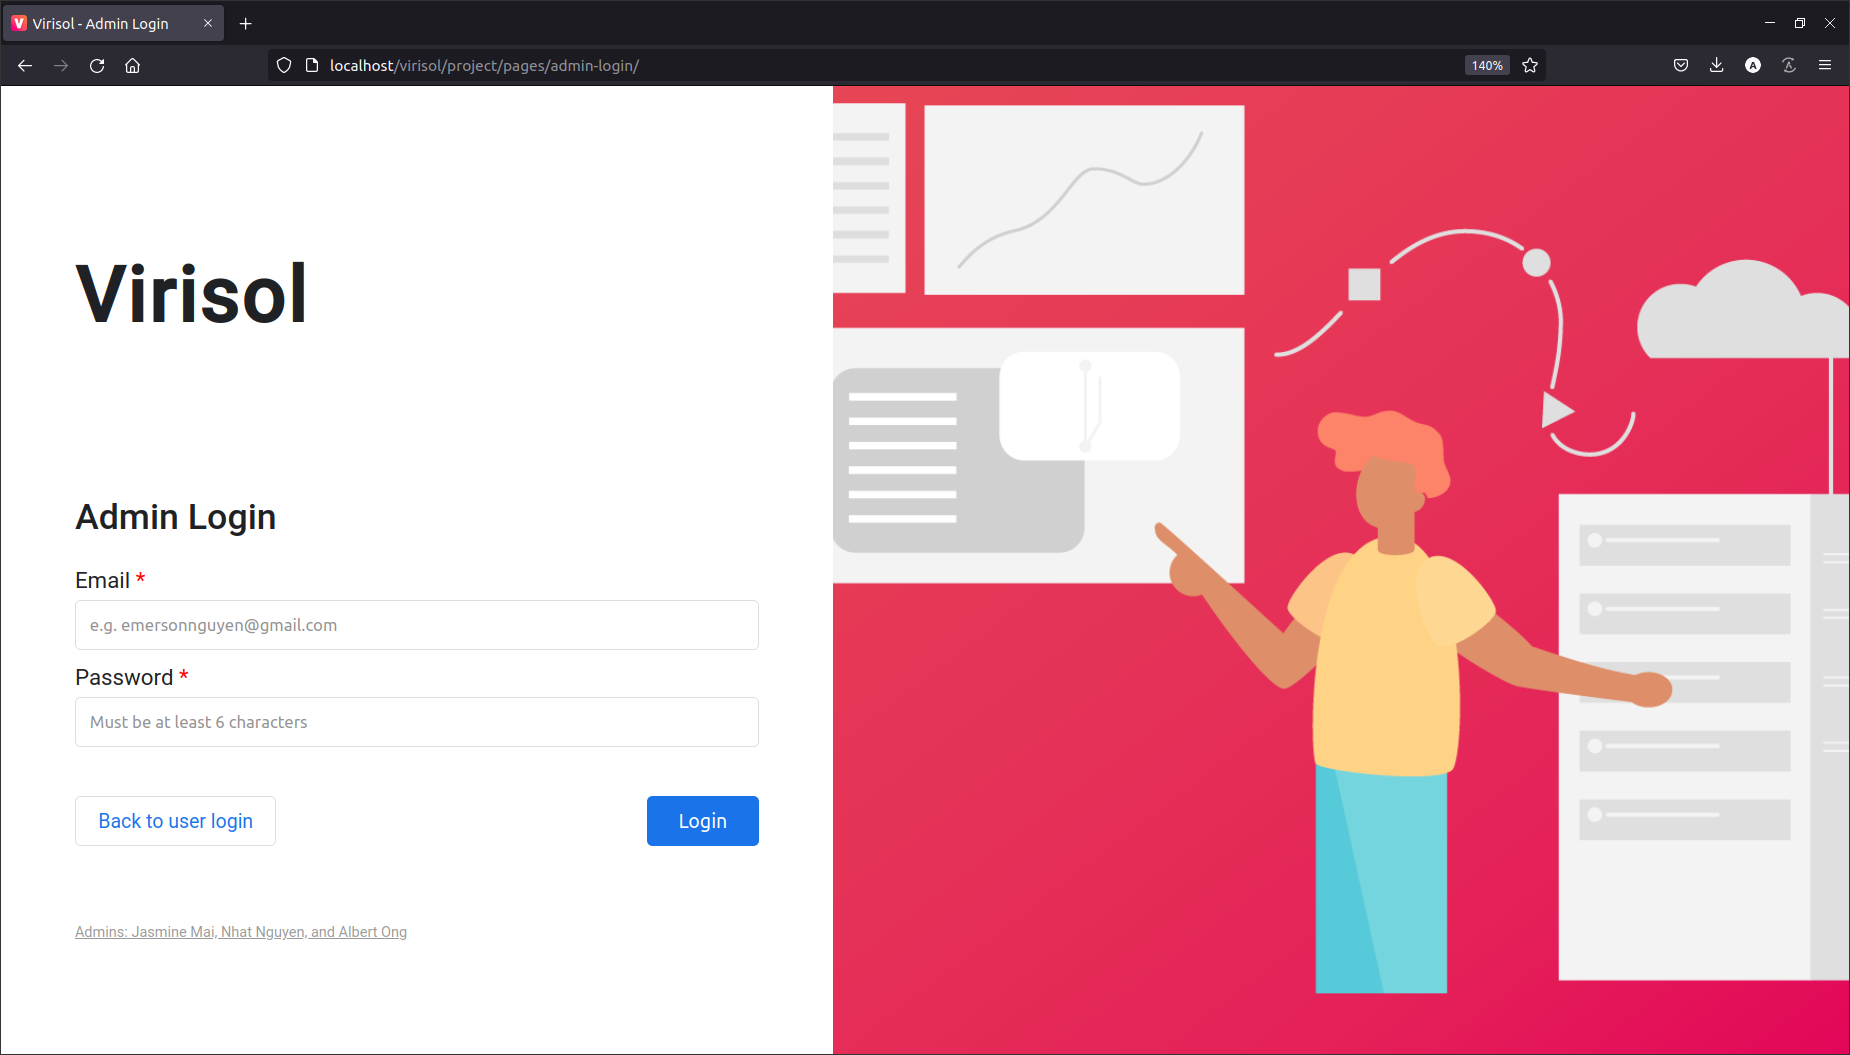 Virisol - Admin Login
localhost/virisol/project/pages/admin-login/
140%
Virisol
Admin Login
Email *
e.g. emersonnguyen@gmail.com
Password *
Must be at least 6 characters
Back to user login
Login
Admins: Jasmine Mai, Nhat Nguyen, and Albert Ong